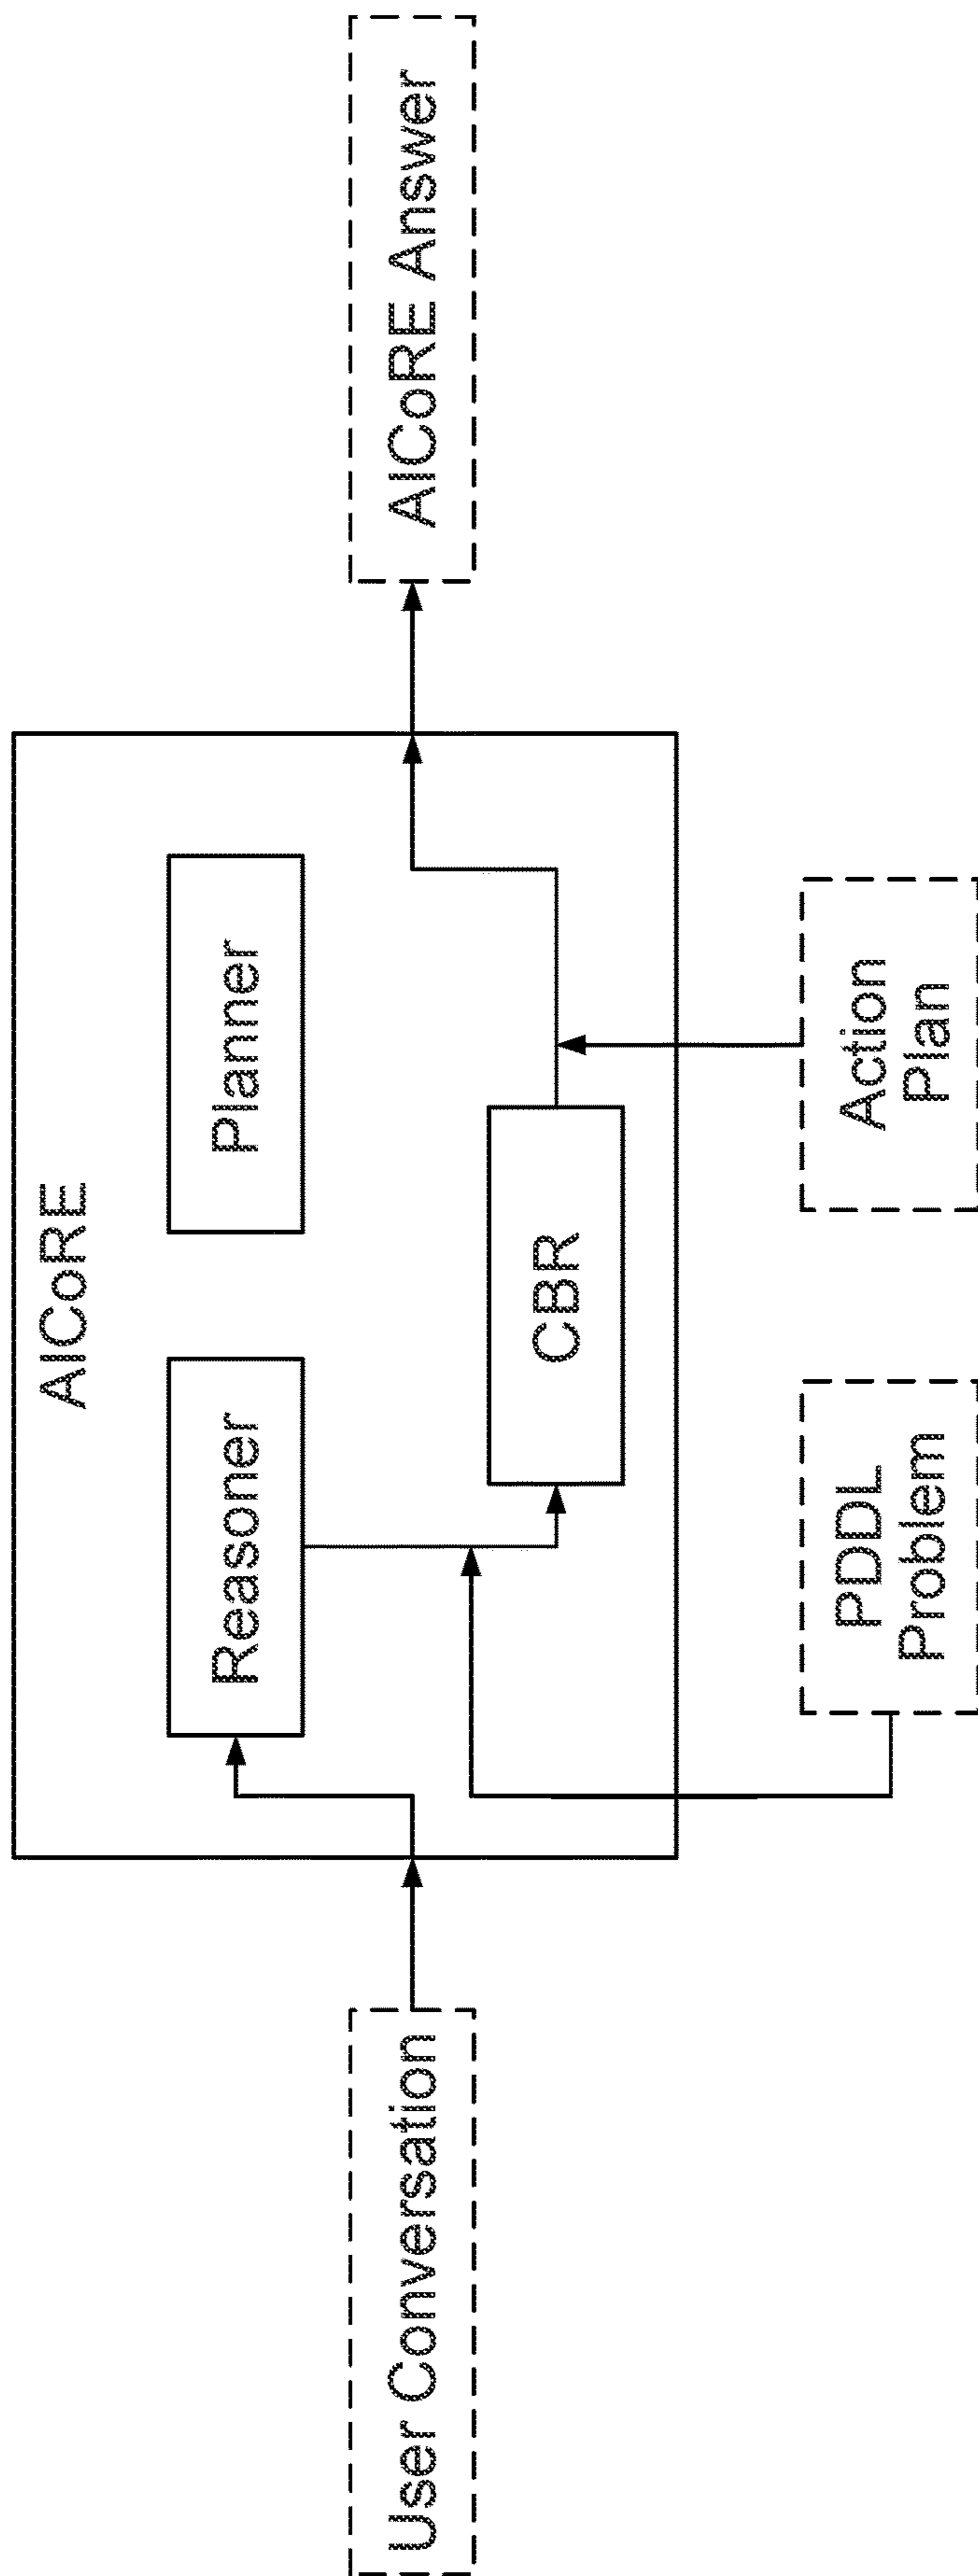 AICoRE
Reasoner
Planner
User Conversation
AICoRE Answer
CBR
PDDL
Problem
Action
Plan